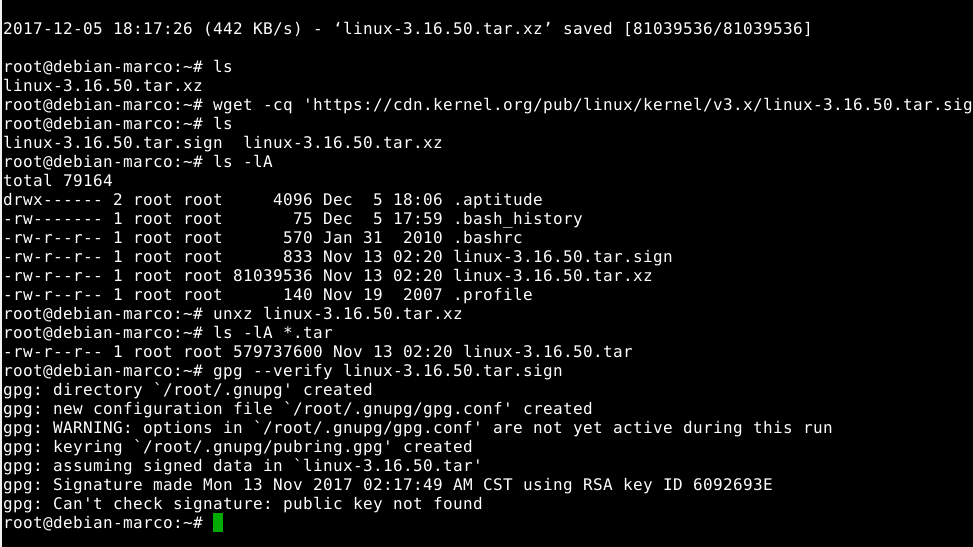 2017-12-05 18:17:26 (442 KB/s) - ‘linux-3.16.50.tar.xz’ saved [81039536/81039536]
root@debian-marco:~# ls
linux-3.16.50.tar.xz
root@debian-marco:~# wget -cq 'https://cdn.kernel.org/pub/linux/kernel/v3.x/linux-3.16.50.tar.sig
root@debian-marco:~# ls
linux-3.16.50.tar.sign  linux-3.16.50.tar.xz
root@debian-marco:~# ls -lA
total 79164
drwx------ 2 root root     4096 Dec  5 18:06 .aptitude
-rw------- 1 root root       75 Dec  5 17:59 .bash_history
-rw-r--r-- 1 root root      570 Jan 31  2010 .bashrc
-rw-r--r-- 1 root root      833 Nov 13 02:20 linux-3.16.50.tar.sign
-rw-r--r-- 1 root root 81039536 Nov 13 02:20 linux-3.16.50.tar.xz
-rw-r--r-- 1 root root      140 Nov 19  2007 .profile
root@debian-marco:~# unxz linux-3.16.50.tar.xz
root@debian-marco:~# ls -lA *.tar
-rw-r--r-- 1 root root 579737600 Nov 13 02:20 linux-3.16.50.tar
root@debian-marco:~# gpg --verify linux-3.16.50.tar.sign
gpg: directory `/root/.gnupg' created
gpg: new configuration file `/root/.gnupg/gpg.conf' created
gpg: WARNING: options in `/root/.gnupg/gpg.conf' are not yet active during this run
gpg: keyring `/root/.gnupg/pubring.gpg' created
gpg: assuming signed data in `linux-3.16.50.tar'
gpg: Signature made Mon 13 Nov 2017 02:17:49 AM CST using RSA key ID 6092693E
gpg: Can't check signature: public key not found
root@debian-marco:~#